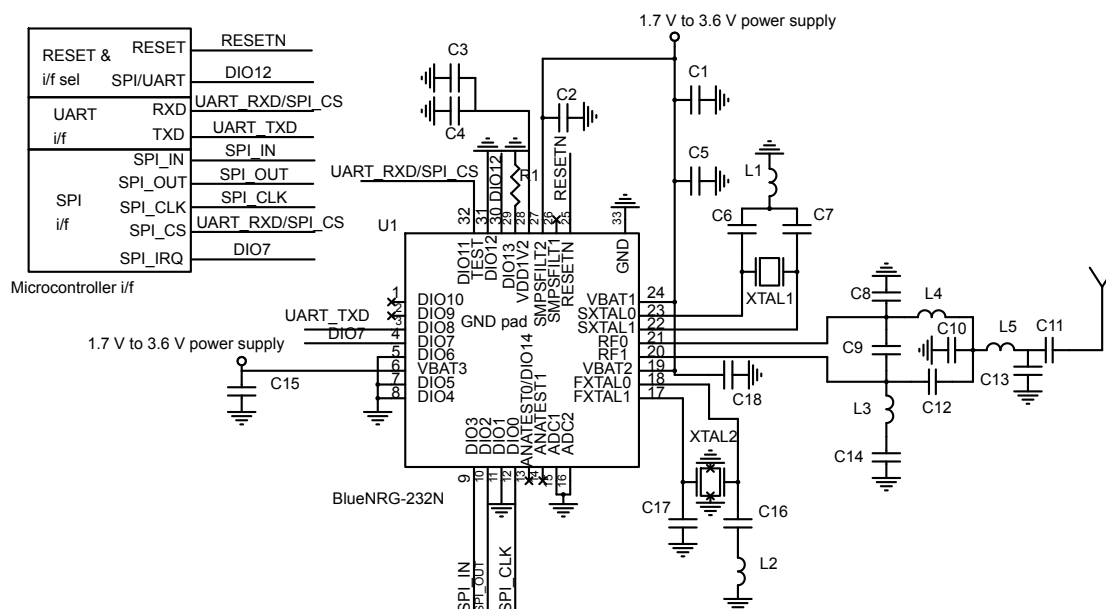 1.7 V to 3.6 V power supply
RESET &
i/f sel
RESET
RESETN
SPI/UART
DIO12
UART
i/f
RXD
UART_RXD/SPI_CS
TXD
UART_TXD
SPI
i/f
SPI_IN
SPI_IN
SPI_OUT
SPI_OUT
SPI_CLK
SPI_CLK
SPI_CS
UART_RXD/SPI_CS
SPI_IRQ
DIO7
Microcontroller i/f
C3
C4
C2
C1
C5
L1
C6
C7
XTAL1
UART_RXD/SPI_CS
DIO12
R1
RESETN
U1
32
31
30
29
28
27
26
25
33
DIO11
TEST
DIO12
DIO13
VDD1V2
SMPSFILT2
SMPSFILT1
RESETN
GND
1
2
3
4
5
6
7
8
DIO10
DIO9
DIO8
DIO7
DIO6
VBAT3
DIO5
DIO4
GND pad
UART_TXD
DIO7
1.7 V to 3.6 V power supply
C15
VBAT1
SXTAL0
SXTAL1
RF0
RF1
VBAT2
FXTAL0
FXTAL1
24
23
22
21
20
19
18
17
DIO3
DIO2
DIO1
DIO0
ANATEST0/DIO14
ANATEST1
ADC1
ADC2
9
10
11
12
13
14
15
16
BlueNRG-232N
SPI_IN
SPI_OUT
SPI_CLK
C18
XTAL2
C17
C16
L2
C8
L4
C9
C10
L5
C11
C13
C12
L3
C14